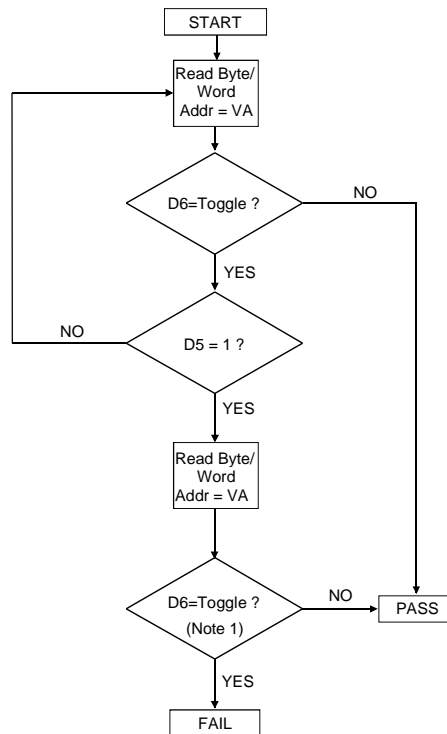 START
Read Byte/
Word
Addr = VA
D6=Toggle ?
NO
YES
D5 = 1 ?
NO
YES
Read Byte/
Word
Addr = VA
D6=Toggle ?
(Note 1)
NO
PASS
YES
FAIL